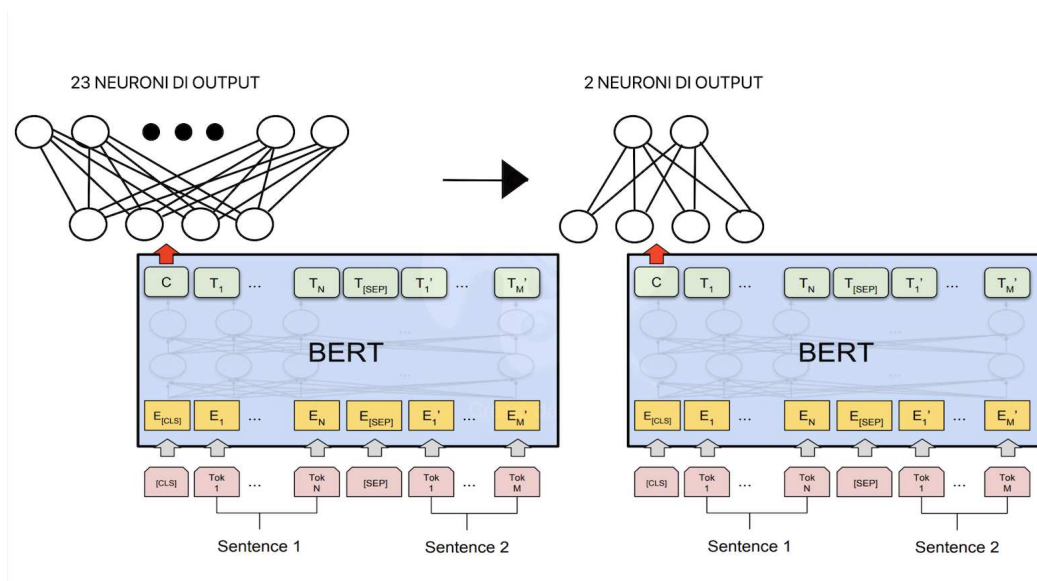 23 NEURONI DI OUTPUT
2 NEURONI DI OUTPUT
C T1 ... TN T[SEP] T1' ... TM'
BERT
E[CLS] E1 ... EN E[SEP] E1' ... EM'
[CLS] Tok 1 ... Tok N [SEP] Tok 1 ... Tok M
Sentence 1 Sentence 2
C T1 ... TN T[SEP] T1' ... TM'
BERT
E[CLS] E1 ... EN E[SEP] E1' ... EM'
[CLS] Tok 1 ... Tok N [SEP] Tok 1 ... Tok M
Sentence 1 Sentence 2